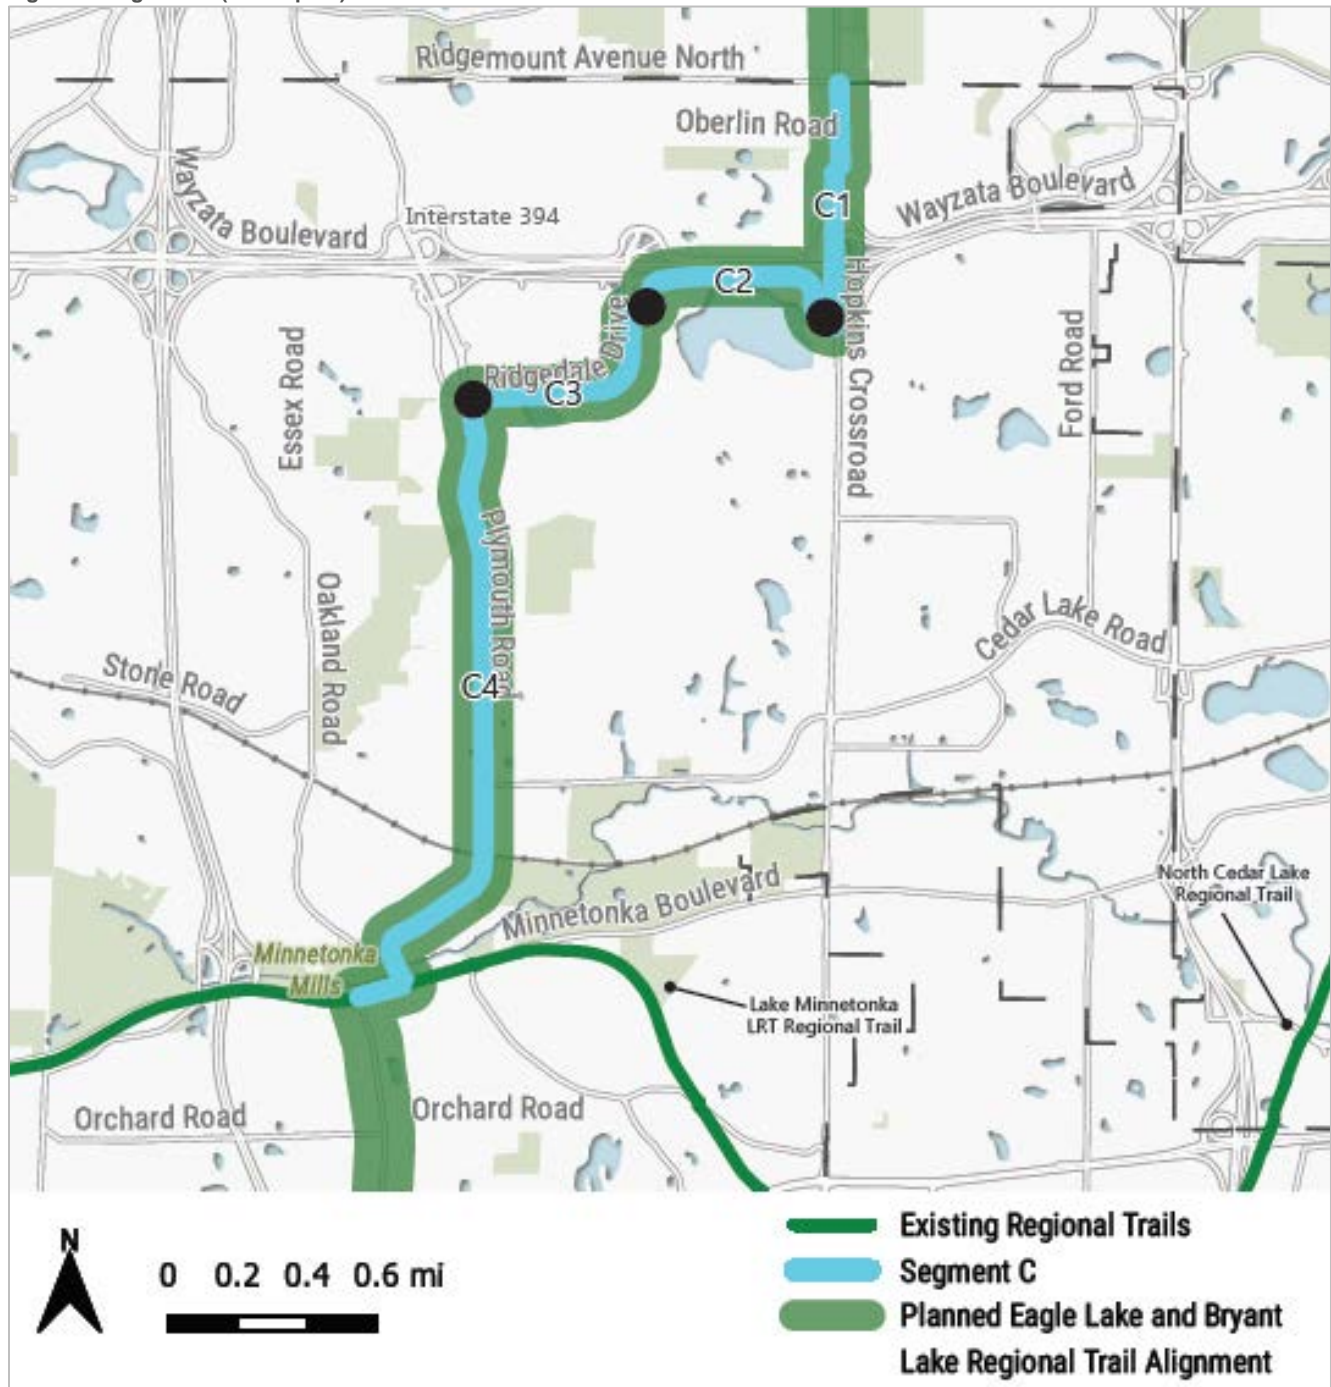 Ridgemount Avenue North
Oberlin Road
Wayzata Boulevard
C1
Wayzata Boulevard
Interstate 394
C2
Hopkins Crossroad
Ridgedale Drive
C3
Essex Road
Ford Road
Plymouth Road
Oakland Road
Cedar Lake Road
Stone Road
C4
North Cedar Lake
Regional Trail
Minnetonka Boulevard
Minnetonka
Mills
Lake Minnetonka
LRT Regional Trail
Orchard Road
Orchard Road
N
0 0.2 0.4 0.6 mi
Existing Regional Trails
Segment C
Planned Eagle Lake and Bryant
Lake Regional Trail Alignment